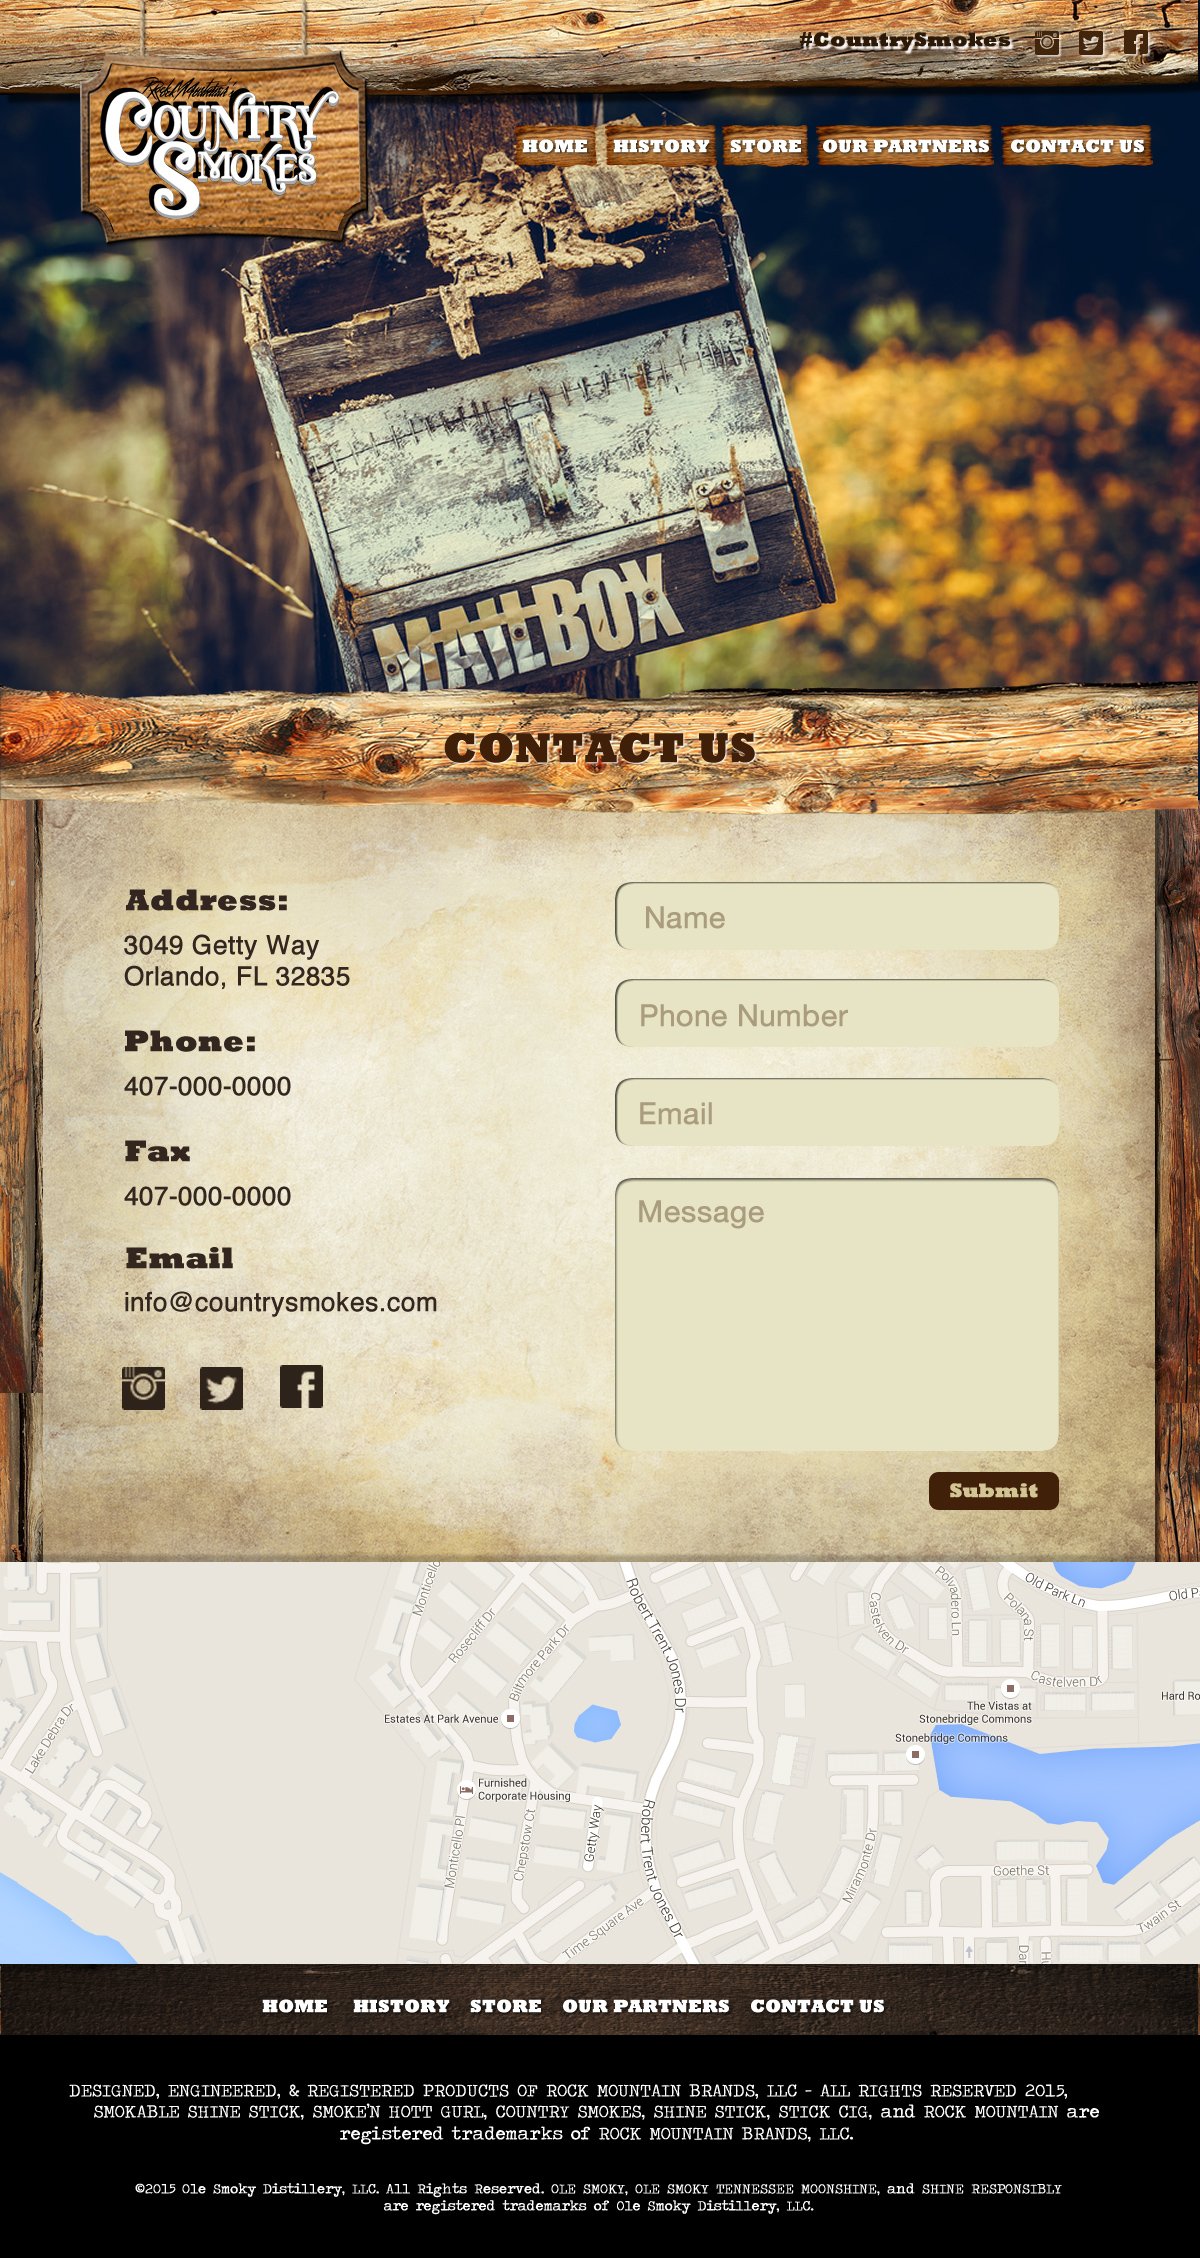 #CountrySmokes
Rock Mountain's
COUNTRY
SMOKES
HOME HISTORY STORE OUR PARTNERS CONTACT US
MAILBOX
CONTACT US
Address:
3049 Getty Way
Orlando, FL 32835
Phone:
407-000-0000
Fax
407-000-0000
Email
info@countrysmokes.com
Name
Phone Number
Email
Message
Submit
Monticello
Rosecliff Dr
Biltmore Park Dr
Robert Trent Jones Dr
Castelven Dr
Polvadero Ln
Polana St
Old Park Ln
Old P
Castelven Dr
The Vistas at
Stonebridge Commons
Hard Ro
Estates At Park Avenue
Stonebridge Commons
Lake Debra Dr
Furnished
Corporate Housing
Monticello Pl
Chepstow Ct
Getty Way
Robert Trent Jones Dr
Time Square Ave
Miramonte Dr
Goethe St
Twain St
Dar
Hu
HOME HISTORY STORE OUR PARTNERS CONTACT US
DESIGNED, ENGINEERED, & REGISTERED PRODUCTS OF ROCK MOUNTAIN BRANDS, LLC - ALL RIGHTS RESERVED 2015,
SMOKABLE SHINE STICK, SMOKE'N HOTT GURL, COUNTRY SMOKES, SHINE STICK, STICK CIG, and ROCK MOUNTAIN are
registered trademarks of ROCK MOUNTAIN BRANDS, LLC.
©2015 Ole Smoky Distillery, LLC. All Rights Reserved. OLE SMOKY, OLE SMOKY TENNESSEE MOONSHINE, and SHINE RESPONSIBLY
are registered trademarks of Ole Smoky Distillery, LLC.